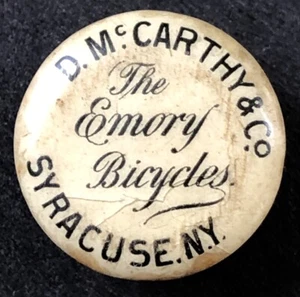 D. McCARTHY & Co.
The
Emory
Bicycles.
SYRACUSE. N.Y.